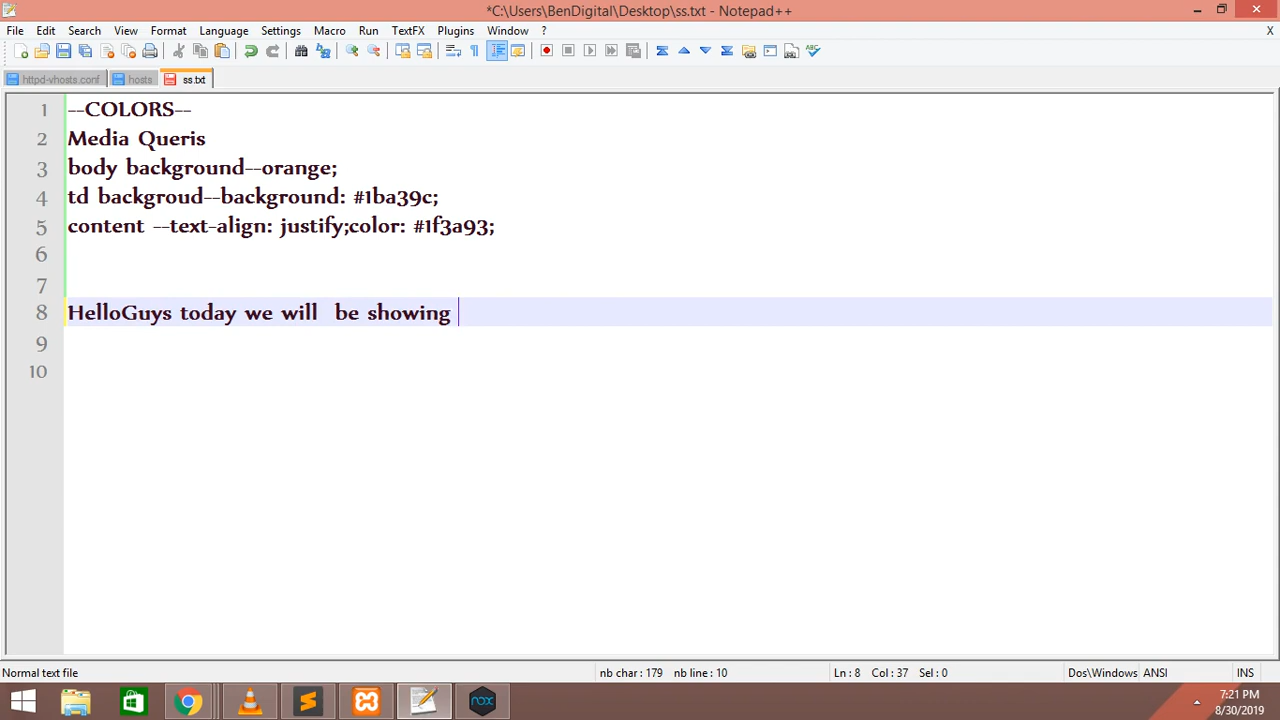 *C:\Users\BenDigital\Desktop\ss.txt - Notepad++
File Edit Search View Format Language Settings Macro Run TextFX Plugins Window ? X
httpd-vhosts.conf hosts ss.txt
1 --COLORS--
2 Media Queris
3 body background--orange;
4 td backgroud--background: #1ba39c;
5 content --text-align: justify;color: #1f3a93;
6
7
8 HelloGuys today we will  be showing
9
10
Normal text file nb char : 179 nb line : 10 Ln : 8 Col : 37 Sel : 0 Dos\Windows ANSI INS
nox
7:21 PM
8/30/2019